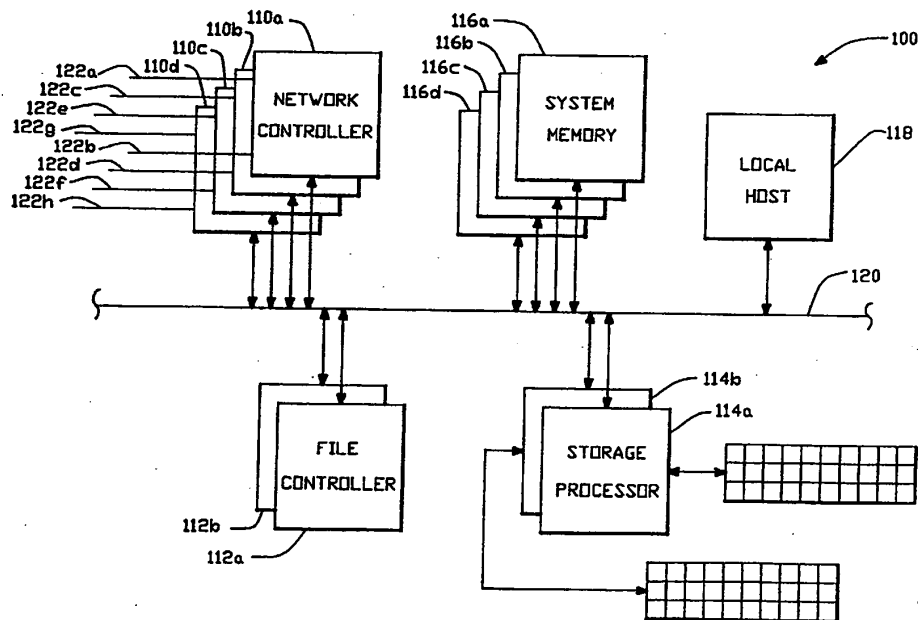 110a
110b
110c
110d
122a
122c
122e
122g
122b
122d
122f
122h
NETWORK
CONTROLLER
116a
116b
116c
116d
SYSTEM
MEMORY
100
118
LOCAL
HOST
120
FILE
CONTROLLER
112b
112a
114b
114a
STORAGE
PROCESSOR